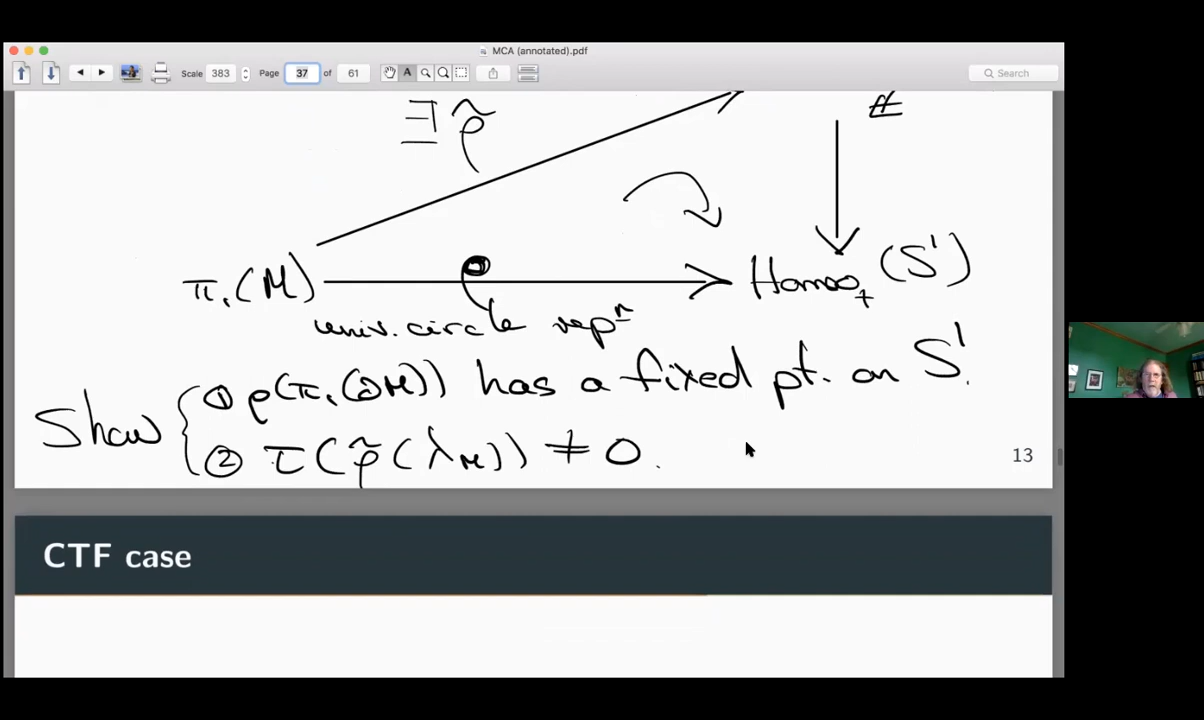 MCA (annotated).pdf
Scale 383 Page 37 of 61 Search
∃ ρ̃
π₁(M) ρ Homeo₊(S¹)
univ. circle repⁿ
Show { ① ρ(π₁(∂M)) has a fixed pt. on S¹.
② τ(ρ̃(λ_M)) ≠ 0.
13
CTF case